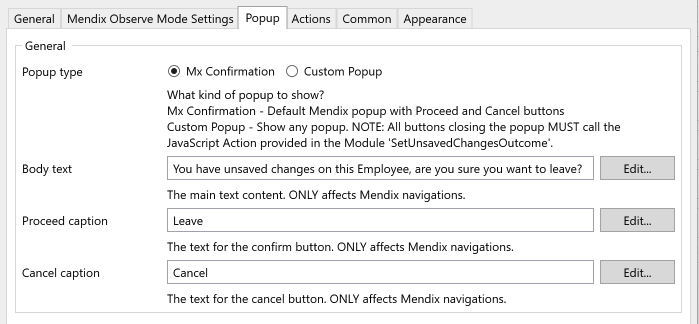 General Mendix Observe Mode Settings Popup Actions Common Appearance
General
Popup type Mx Confirmation Custom Popup
What kind of popup to show?
Mx Confirmation - Default Mendix popup with Proceed and Cancel buttons
Custom Popup - Show any popup. NOTE: All buttons closing the popup MUST call the
JavaScript Action provided in the Module 'SetUnsavedChangesOutcome'.
Body text You have unsaved changes on this Employee, are you sure you want to leave? Edit...
The main text content. ONLY affects Mendix navigations.
Proceed caption Leave Edit...
The text for the confirm button. ONLY affects Mendix navigations.
Cancel caption Cancel Edit...
The text for the cancel button. ONLY affects Mendix navigations.